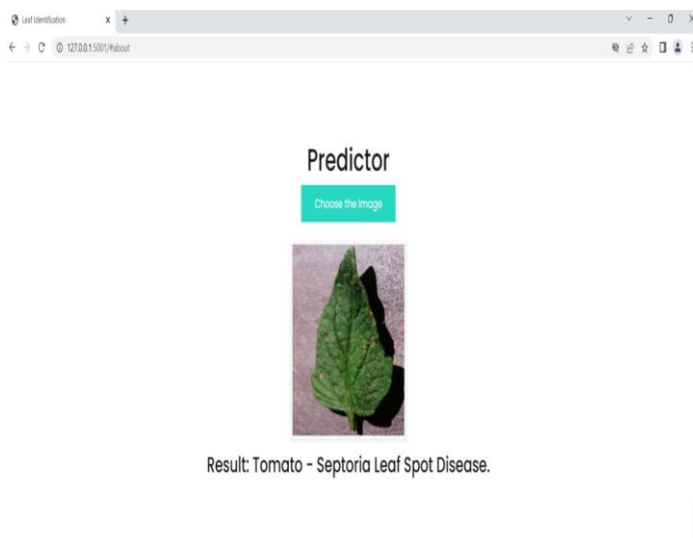 Leaf Identification
127.0.0.1:5001/#about
Predictor
Choose the Image
Result: Tomato - Septoria Leaf Spot Disease.